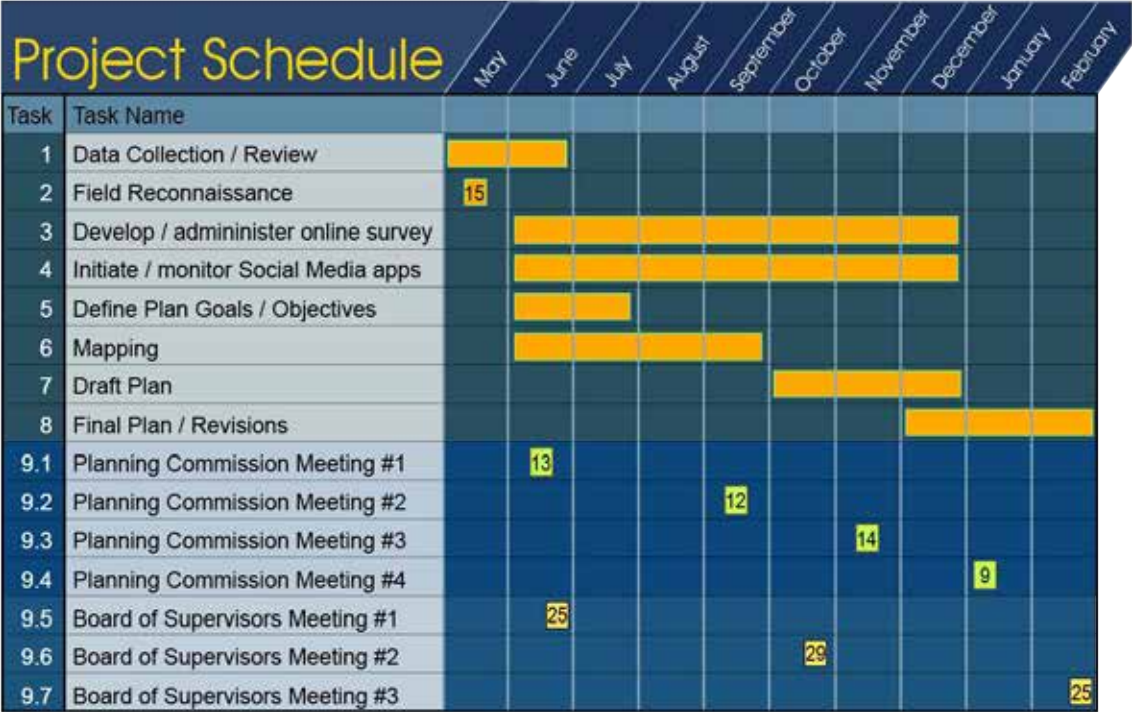 Project Schedule
May June July August September October November December January February
Task Task Name
1 Data Collection / Review
2 Field Reconnaissance 15
3 Develop / admininister online survey
4 Initiate / monitor Social Media apps
5 Define Plan Goals / Objectives
6 Mapping
7 Draft Plan
8 Final Plan / Revisions
9.1 Planning Commission Meeting #1 13
9.2 Planning Commission Meeting #2 12
9.3 Planning Commission Meeting #3 14
9.4 Planning Commission Meeting #4 9
9.5 Board of Supervisors Meeting #1 25
9.6 Board of Supervisors Meeting #2 29
9.7 Board of Supervisors Meeting #3 25